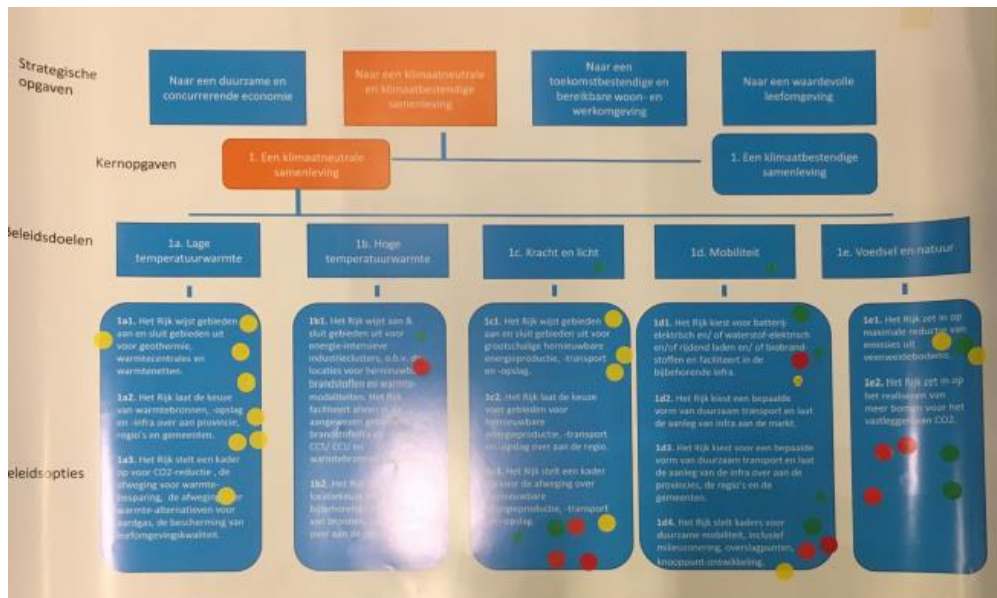 Strategische
opgaven
Naar een duurzame en
concurrerende economie
Naar een klimaatneutrale
en klimaatbestendige
samenleving
Naar een
toekomstbestendige en
bereikbare woon- en
werkomgeving
Naar een waardevolle
leefomgeving
Kernopgaven
1. Een klimaatneutrale
samenleving
1. Een klimaatbestendige
samenleving
Beleidsdoelen
1a. Lage
temperatuurwarmte
1b. Hoge
temperatuurwarmte
1c. Kracht en licht
1d. Mobiliteit
1e. Voedsel en natuur
eleidsopties
1a1. Het Rijk wijst gebieden
aan en sluit gebieden uit
voor geothermie,
warmtecentrales en
warmtenetten.
1a2. Het Rijk laat de keuze
van warmtebronnen, -opslag
en -infra over aan provincie,
regio's en gemeenten.
1a3. Het Rijk stelt een kader
op voor CO2-reductie, de
afweging voor warmte-
besparing, de afweging
warmte-alternatieven voor
aardgas, de bescherming van
leefomgevingskwaliteit.
1b1. Het Rijk wijst aan &
sluit gebieden uit voor
energie-intensieve
industrieclusters, o.b.v. de
locaties voor hernieuwb
brandstoffen en warmte-
modaliteiten. Het Rijk
faciliteert alleen in de
aangewezen gebieden
brandstofinfra
CCS/ CCU en
1b2. Het Rijk
locatiekeuze
bijbehorende
van bronnen,
over aan de
1c1. Het Rijk wijst gebieden
aan en sluit gebieden uit voor
grootschalige hernieuwbare
energieproductie, -transport
en -opslag.
1c2. Het Rijk laat de keuze
voor gebieden voor
hernieuwbare
energieproductie, -transport
en opslag over aan de regio.
Het Rijk stelt een kader
voor de afweging over
hernieuwbare
energieproductie, -transport
-opslag.
1d1. Het Rijk kiest voor batterij-
elektrisch en/ of waterstof-elektrisch
en/of rijdend laden en/ of biobrand-
stoffen en faciliteert in de
bijbehorende infra.
1d2. Het Rijk kiest een bepaalde
vorm van duurzaam transport en laat
de aanleg van infra aan de markt.
1d3. Het Rijk kiest voor een bepaalde
vorm van duurzaam transport en laat
de aanleg van de infra over aan de
provincies, de regio's en de
gemeenten.
1d4. Het Rijk stelt kaders voor
duurzame mobiliteit, inclusief
milieuzonering, overslagpunten,
knooppunt-ontwikkeling.
1e1. Het Rijk zet in op
maximale reductie van
emissies uit
veenweidebodems.
1e2. Het Rijk zet in op
het realiseren van
meer bomen voor het
vastleggen van CO2.